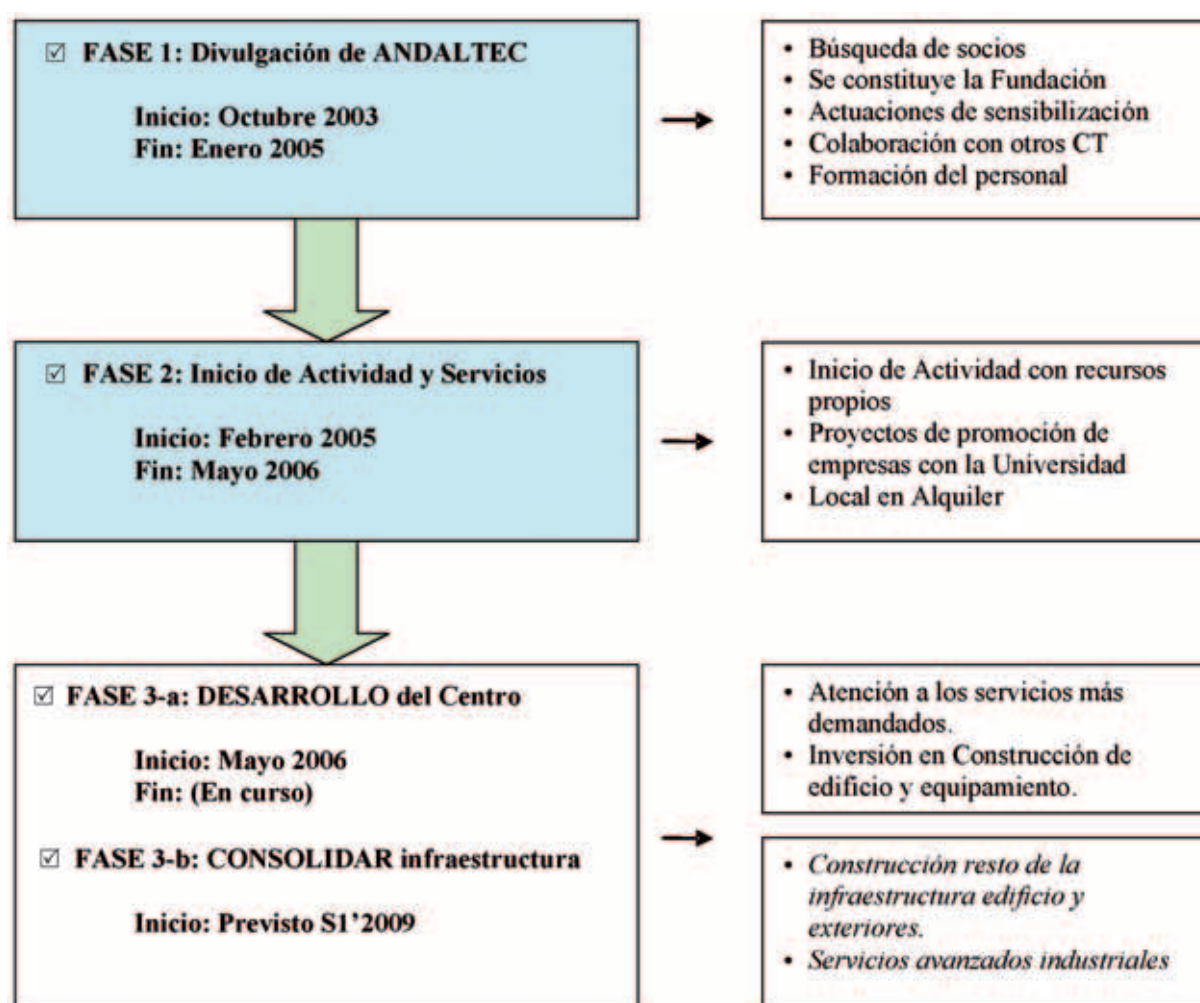 ☑ FASE 1: Divulgación de ANDALTEC
Inicio: Octubre 2003
Fin: Enero 2005
• Búsqueda de socios
• Se constituye la Fundación
• Actuaciones de sensibilización
• Colaboración con otros CT
• Formación del personal
☑ FASE 2: Inicio de Actividad y Servicios
Inicio: Febrero 2005
Fin: Mayo 2006
• Inicio de Actividad con recursos
propios
• Proyectos de promoción de
empresas con la Universidad
• Local en Alquiler
☑ FASE 3-a: DESARROLLO del Centro
Inicio: Mayo 2006
Fin: (En curso)
☑ FASE 3-b: CONSOLIDAR infraestructura
Inicio: Previsto S1’2009
• Atención a los servicios más
demandados.
• Inversión en Construcción de
edificio y equipamiento.
• Construcción resto de la
infraestructura edificio y
exteriores.
• Servicios avanzados industriales